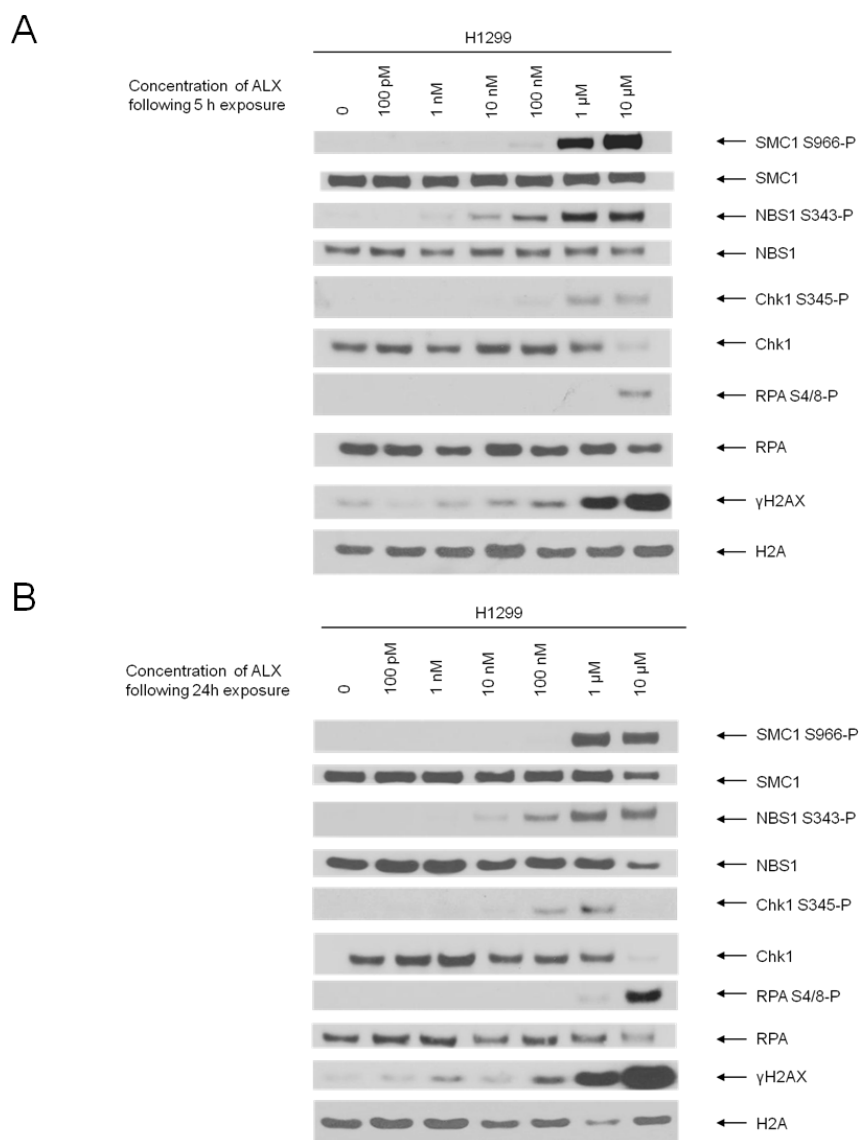 A
H1299
Concentration of ALX
following 5 h exposure
0
100 pM
1 nM
10 nM
100 nM
1 µM
10 µM
SMC1 S966-P
SMC1
NBS1 S343-P
NBS1
Chk1 S345-P
Chk1
RPA S4/8-P
RPA
γH2AX
H2A
B
H1299
Concentration of ALX
following 24h exposure
0
100 pM
1 nM
10 nM
100 nM
1 µM
10 µM
SMC1 S966-P
SMC1
NBS1 S343-P
NBS1
Chk1 S345-P
Chk1
RPA S4/8-P
RPA
γH2AX
H2A